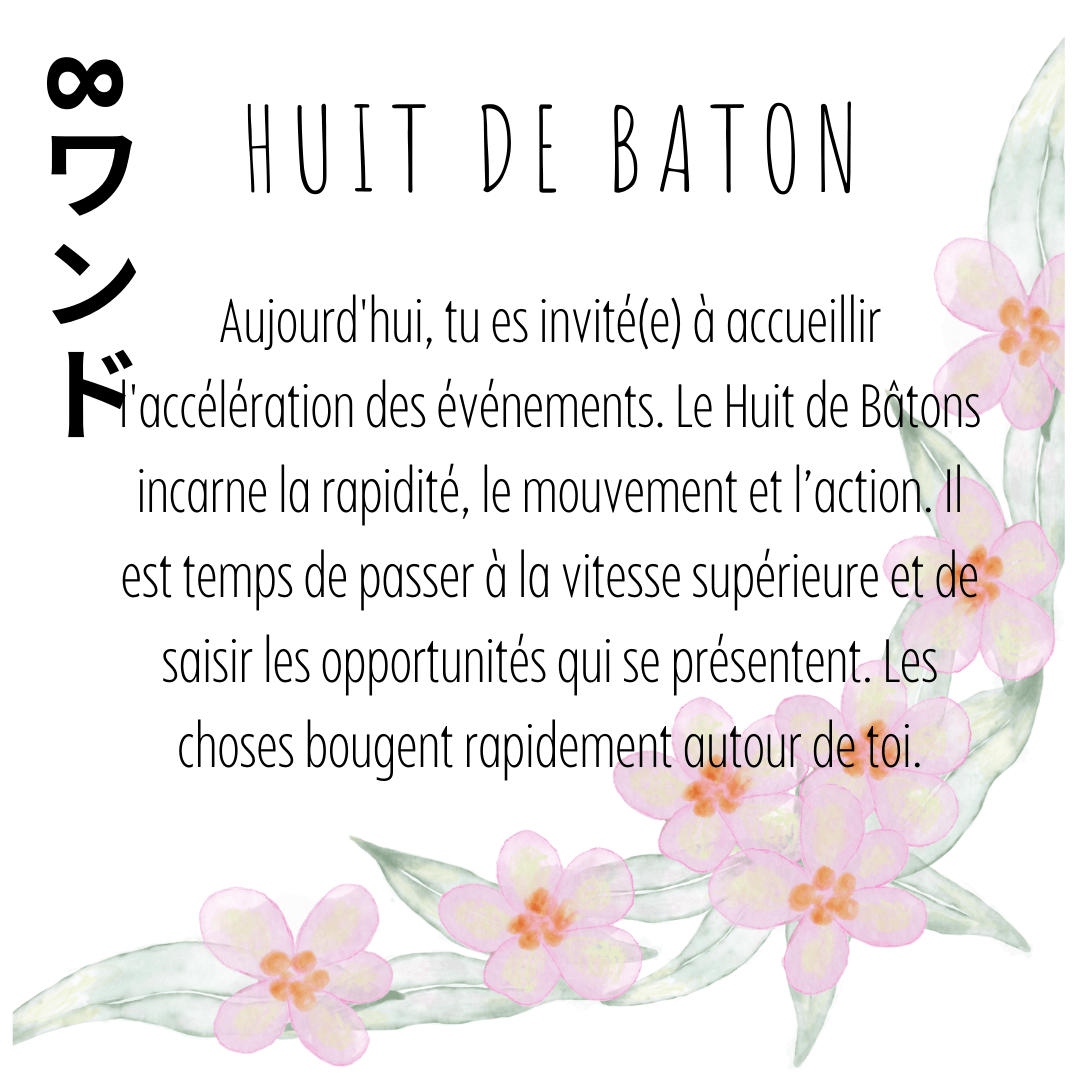 8ワンド
HUIT DE BATON
Aujourd'hui, tu es invité(e) à accueillir
l'accélération des événements. Le Huit de Bâtons
incarne la rapidité, le mouvement et l’action. Il
est temps de passer à la vitesse supérieure et de
saisir les opportunités qui se présentent. Les
choses bougent rapidement autour de toi.